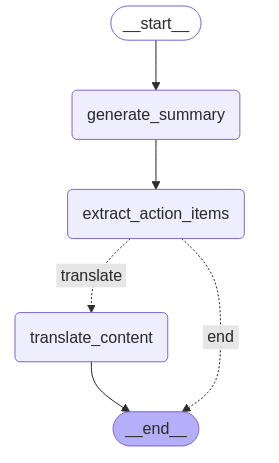 __start__
generate_summary
extract_action_items
translate
translate_content
end
__end__